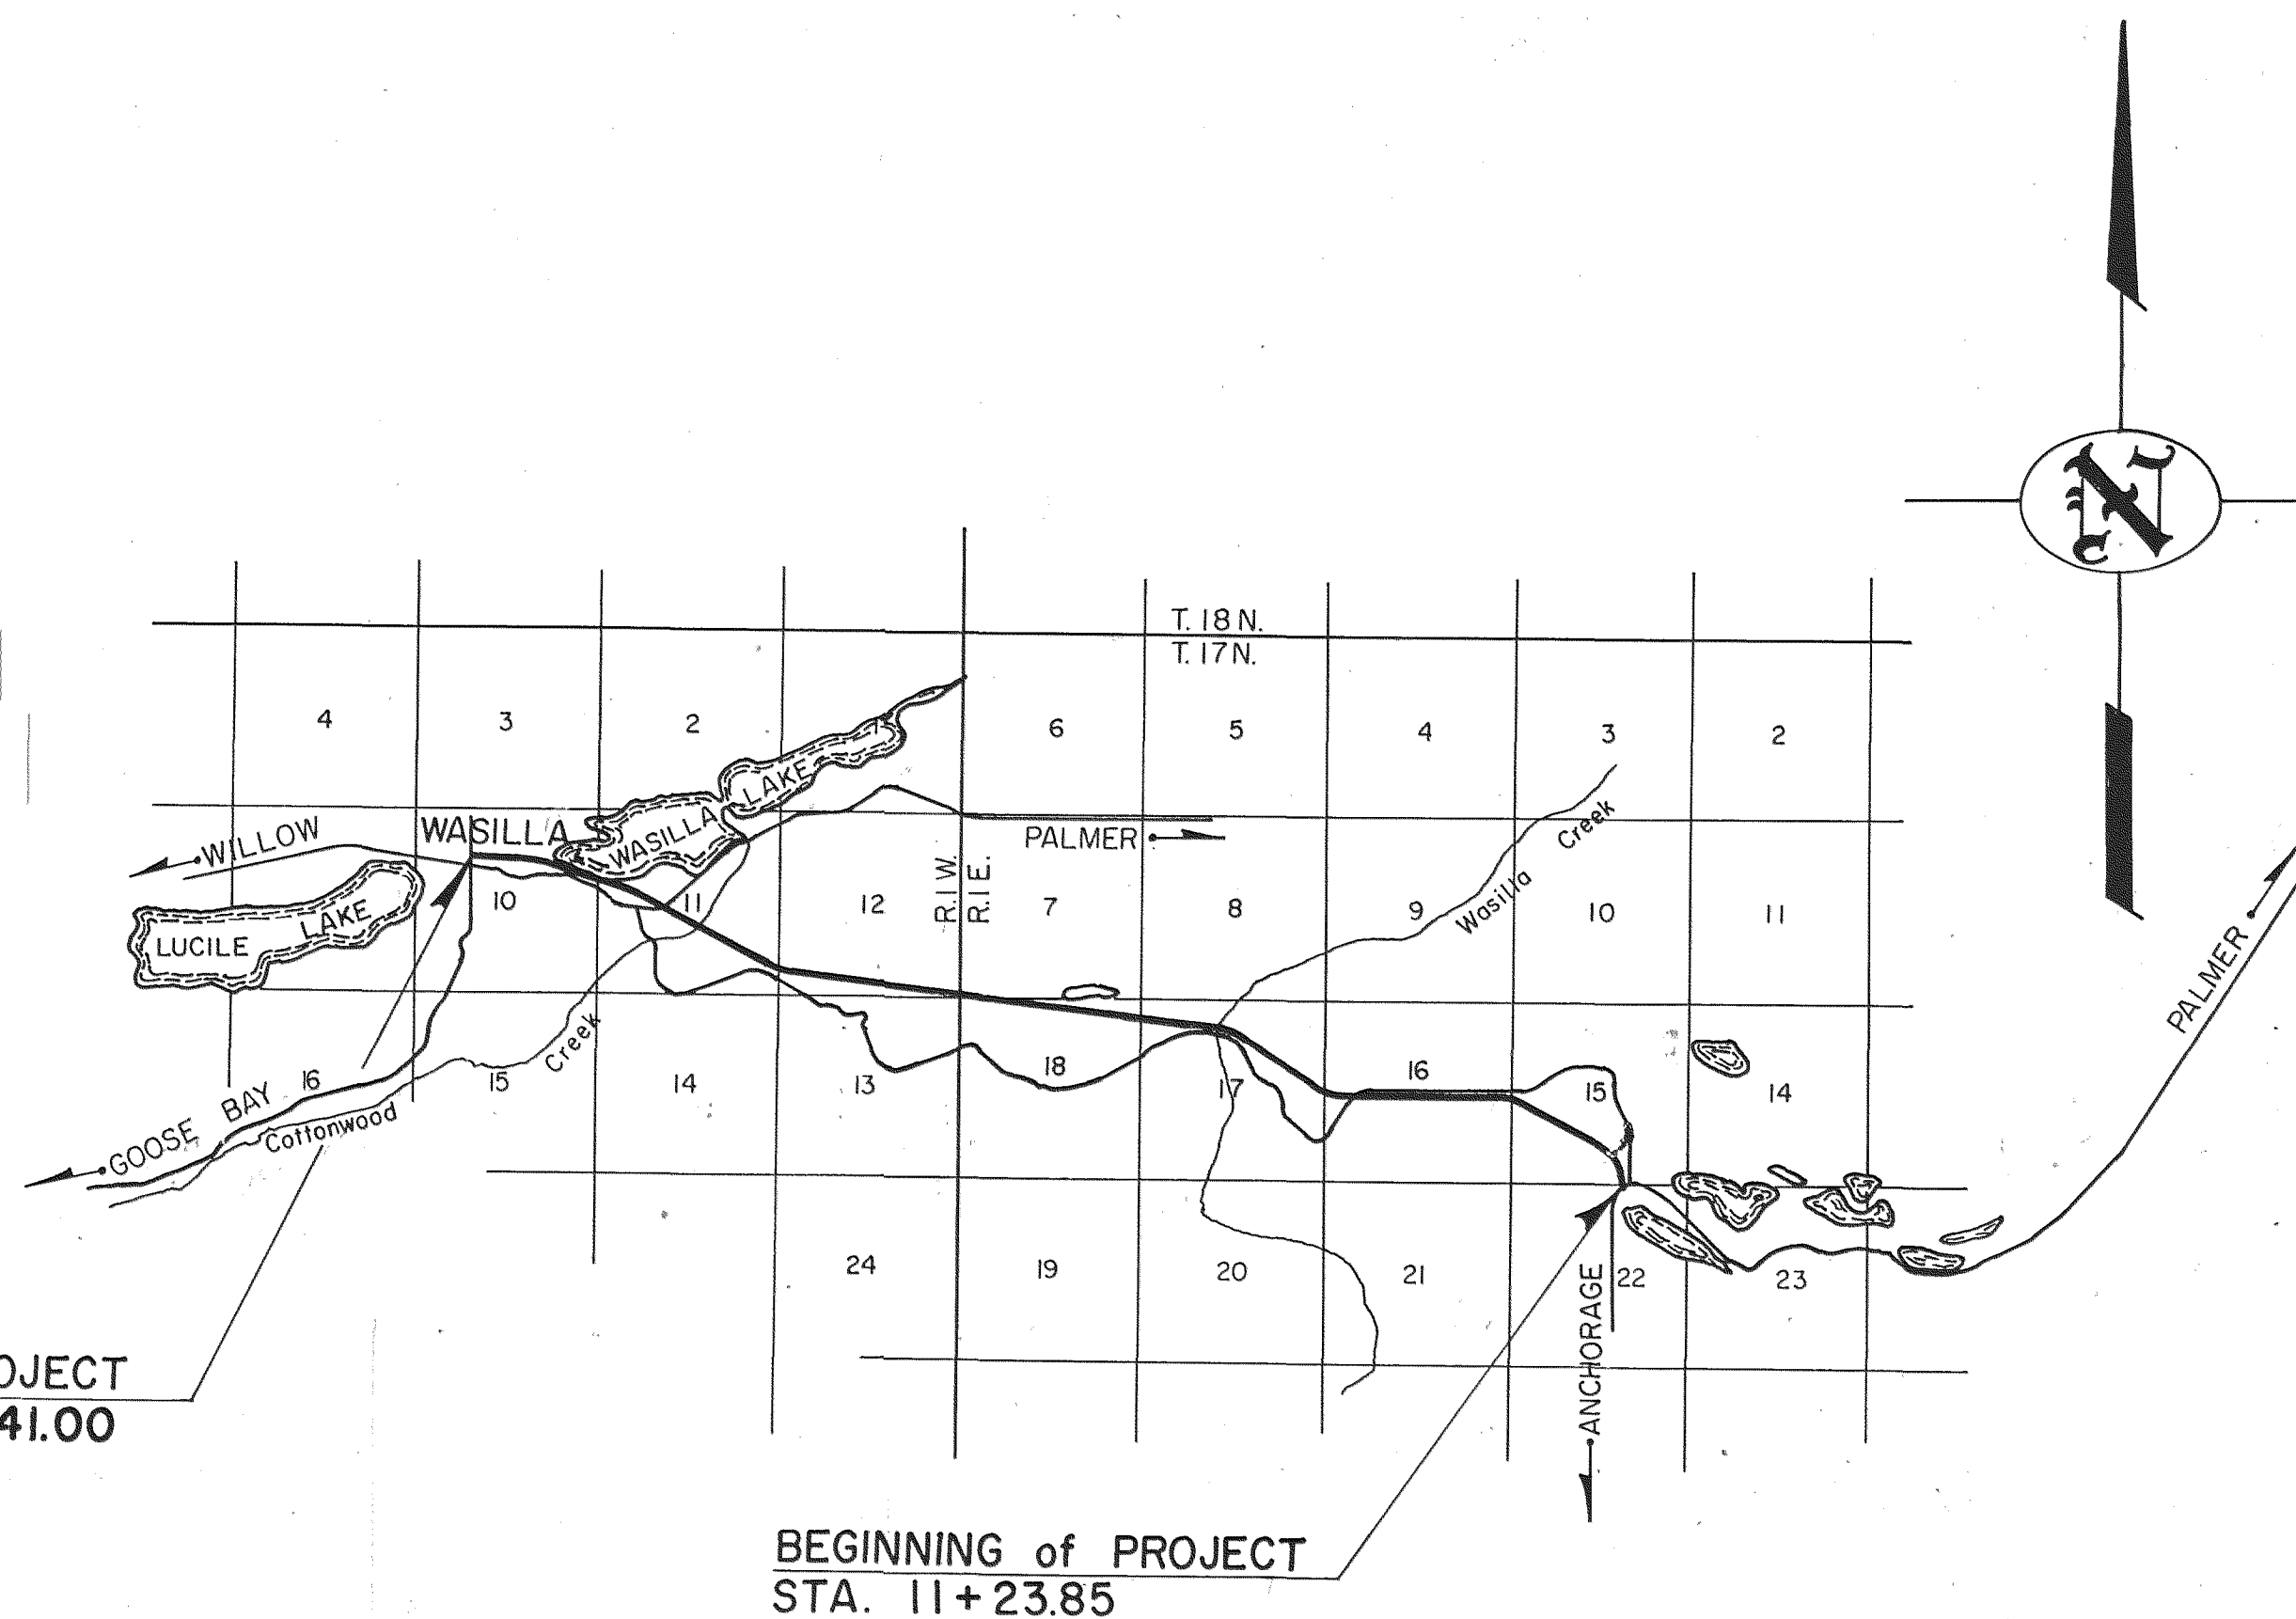 N
T. 18 N.
T. 17 N.
4
3
2
1
6
5
4
3
2
WILLOW
WASILLA
WASILLA LAKE
PALMER
Wasilla Creek
LUCILE LAKE
10
11
12
R. I W.
R. I E.
7
8
9
10
11
PALMER
GOOSE BAY
16
Cottonwood Creek
15
14
13
18
17
16
15
14
24
19
20
21
22
23
ANCHORAGE
OJECT
41.00
BEGINNING of PROJECT
STA. 11+23.85